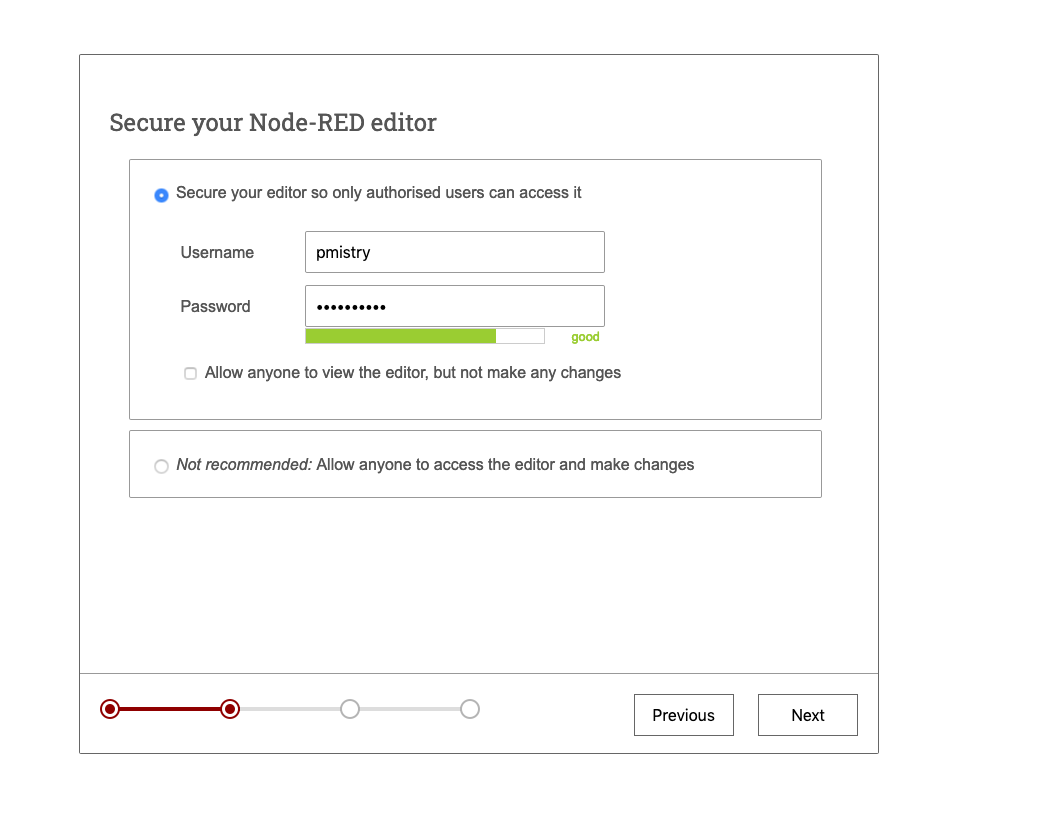 Secure your Node-RED editor
Secure your editor so only authorised users can access it
Username
pmistry
Password
••••••••••
good
Allow anyone to view the editor, but not make any changes
Not recommended: Allow anyone to access the editor and make changes
Previous
Next